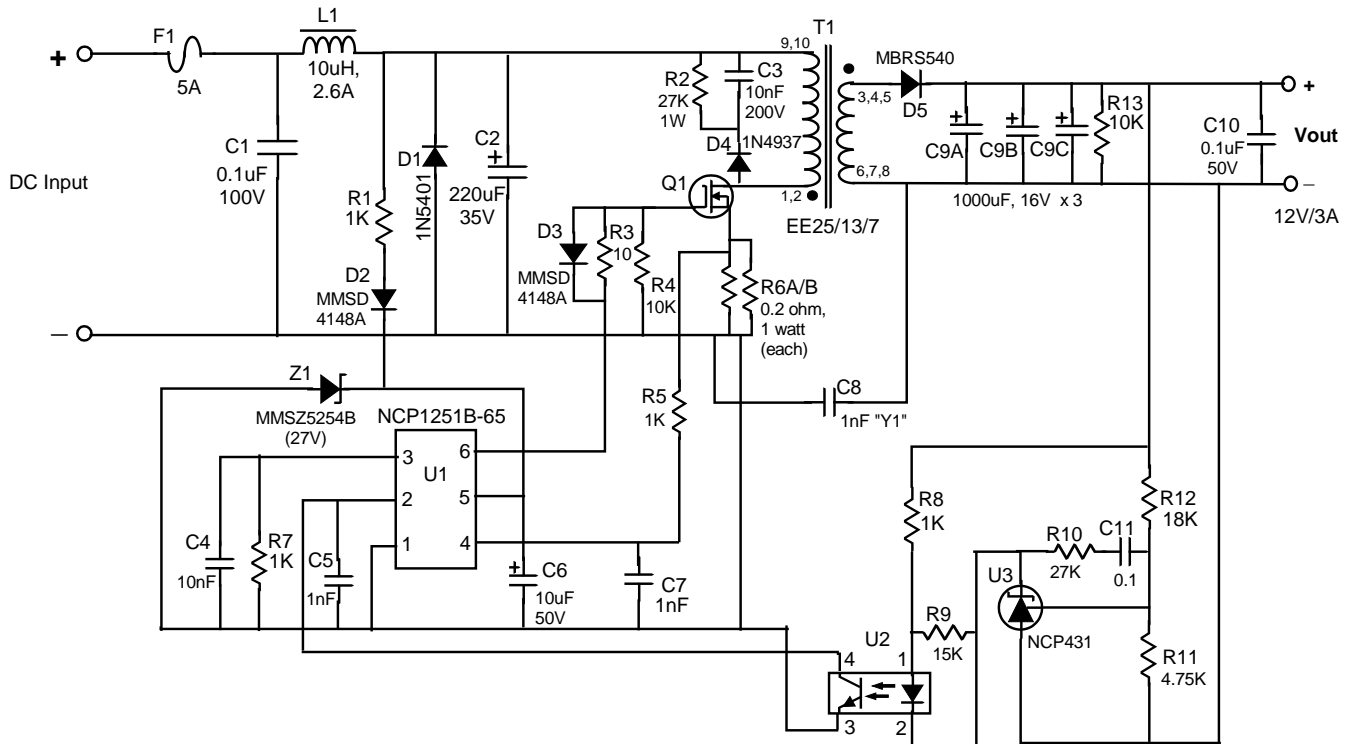 L1
T1
F1
9,10
MBRS540
+
5A
10uH,
2.6A
R2
27K
1W
C3
10nF
200V
3,4,5
D5
+
R13
10K
C10
0.1uF
50V
Vout
C1
0.1uF
100V
DC Input
D1
1N5401
C2
+
220uF
35V
D4
1N4937
+
C9A
+
C9B
+
C9C
R1
1K
Q1
1,2
6,7,8
–
1000uF, 16V x 3
12V/3A
EE25/13/7
D2
MMSD
4148A
D3
MMSD
4148A
R3
10
R4
10K
R6A/B
0.2 ohm,
1 watt
(each)
–
Z1
MMSZ5254B
(27V)
NCP1251B-65
R5
1K
C8
1nF "Y1"
U1
3
2
1
6
5
4
R8
1K
R12
18K
C4
10nF
R7
1K
C5
1nF
+
C6
10uF
50V
C7
1nF
R10
27K
C11
0.1
U3
NCP431
R9
15K
R11
4.75K
U2
4
1
3
2